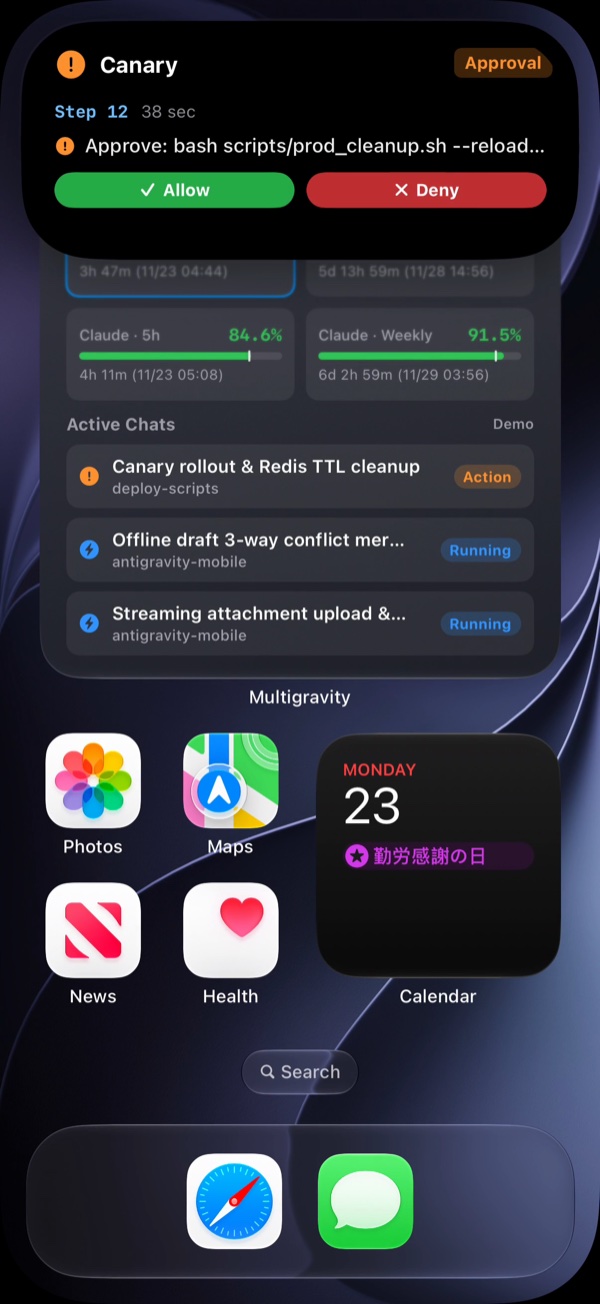 Canary
Approval
Step 12 38 sec
Approve: bash scripts/prod_cleanup.sh --reload...
Allow
Deny
3h 47m (11/23 04:44)
5d 13h 59m (11/28 14:56)
Claude · 5h 84.6%
4h 11m (11/23 05:08)
Claude · Weekly 91.5%
6d 2h 59m (11/29 03:56)
Active Chats
Demo
Canary rollout & Redis TTL cleanup
deploy-scripts
Action
Offline draft 3-way conflict mer...
antigravity-mobile
Running
Streaming attachment upload &...
antigravity-mobile
Running
Multigravity
Photos
Maps
MONDAY
23
勤労感謝の日
News
Health
Calendar
Search